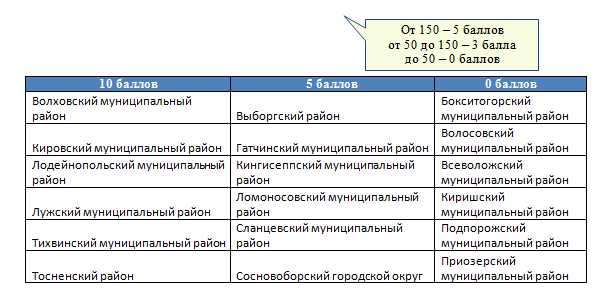 От 150 – 5 баллов
от 50 до 150 – 3 балла
до 50 – 0 баллов
10 баллов 5 баллов 0 баллов
Волховский муниципальный район Выборгский район Бокситогорский муниципальный район
Кировский муниципальный район Гатчинский муниципальный район Волосовский муниципальный район
Лодейнопольский муниципальный район Кингисеппский муниципальный район Всеволожский муниципальный район
Лужский муниципальный район Ломоносовский муниципальный район Киришский муниципальный район
Тихвинский муниципальный район Сланцевский муниципальный район Подпорожский муниципальный район
Тосненский район Сосновоборский городской округ Приозерский муниципальный район